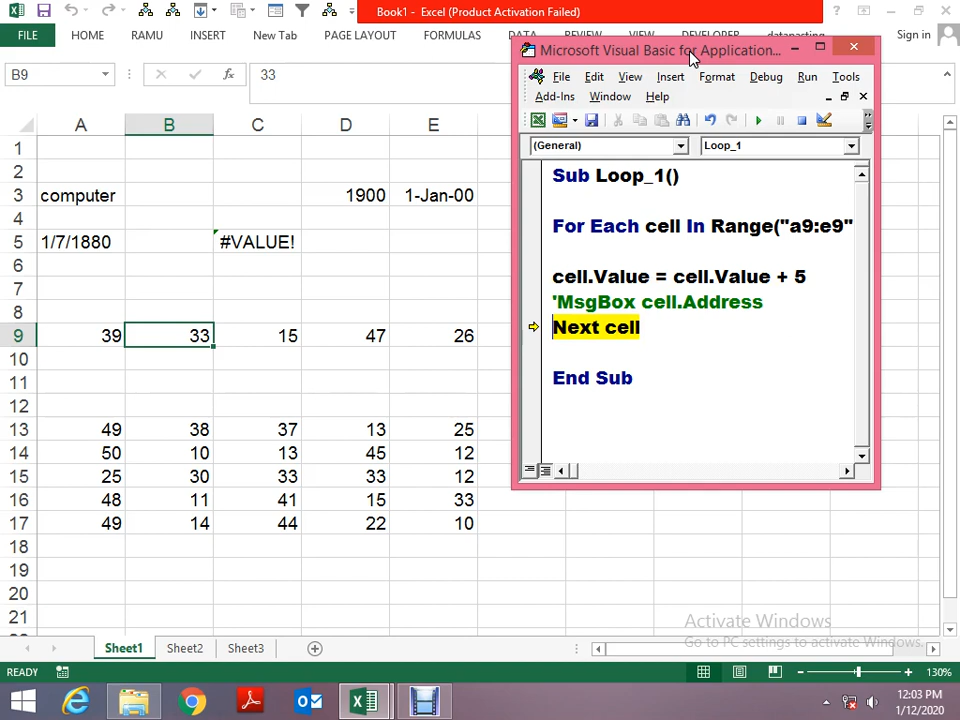 Book1 - Excel (Product Activation Failed)
FILE HOME RAMU INSERT New Tab PAGE LAYOUT FORMULAS DATA REVIEW DEVELOPER Sign in
B9 fx 33
A B C D E
1
2
3 computer 1900 1-Jan-00
4
5 1/7/1880 #VALUE!
6
7
8
9 39 33 15 47 26
10
11
12
13 49 38 37 13 25
14 50 10 13 45 12
15 25 30 33 33 12
16 48 11 41 15 33
17 49 14 44 22 10
18
19
20
21
Microsoft Visual Basic for Application...
File Edit View Insert Format Debug Run Tools
Add-Ins Window Help
(General) Loop_1
Sub Loop_1()
For Each cell In Range("a9:e9"
cell.Value = cell.Value + 5
'MsgBox cell.Address
Next cell
End Sub
Activate Windows
Go to PC settings to activate Windows.
Sheet1 Sheet2 Sheet3
READY 130%
12:03 PM
1/12/2020